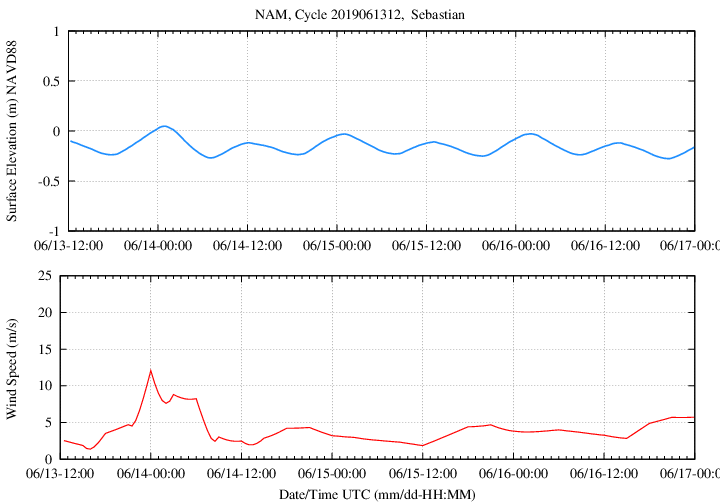 NAM, Cycle 2019061312,  Sebastian
Surface Elevation (m) NAVD88
1
0.5
0
-0.5
-1
06/13-12:00 06/14-00:00 06/14-12:00 06/15-00:00 06/15-12:00 06/16-00:00 06/16-12:00 06/17-00:0
Wind Speed (m/s)
25
20
15
10
5
0
06/13-12:00 06/14-00:00 06/14-12:00 06/15-00:00 06/15-12:00 06/16-00:00 06/16-12:00 06/17-00:0
Date/Time UTC (mm/dd-HH:MM)